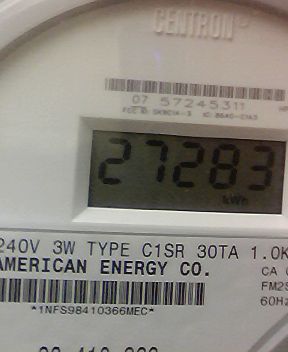 CENTRON
07 57245311
27283
kWh
240V 3W TYPE C1SR 30TA 1.0K
AMERICAN ENERGY CO.
CA
FM2S
60Hz
*1NFS98410366MEC*